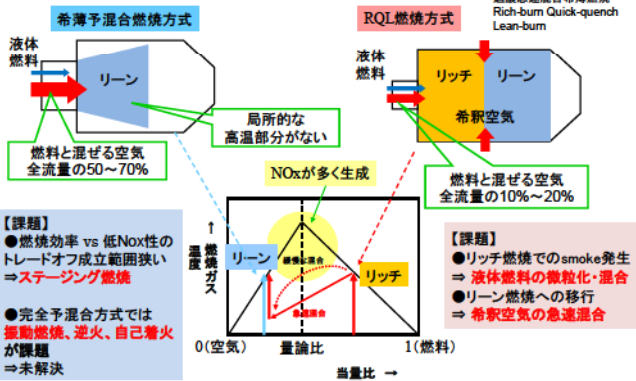 希薄予混合燃焼方式
液体
燃料
リーン
局所的な
高温部分がない
燃料と混ぜる空気
全流量の50～70%
RQL燃焼方式
Rich-burn Quick-quench
Lean-burn
液体
燃料
リッチ
リーン
希釈空気
燃料と混ぜる空気
全流量の10%～20%
NOxが多く生成
【課題】
●燃焼効率 vs 低Nox性の
トレードオフ成立範囲狭い
⇒ステージング燃焼
●完全予混合方式では
振動燃焼、逆火、自己着火
が課題
⇒未解決
↑
燃焼ガス
温度
リーン
緩慢な混合
リッチ
急速混合
0(空気)
量論比
1(燃料)
当量比 →
【課題】
●リッチ燃焼でのsmoke発生
⇒ 液体燃料の微粒化・混合
●リーン燃焼への移行
⇒ 希釈空気の急速混合